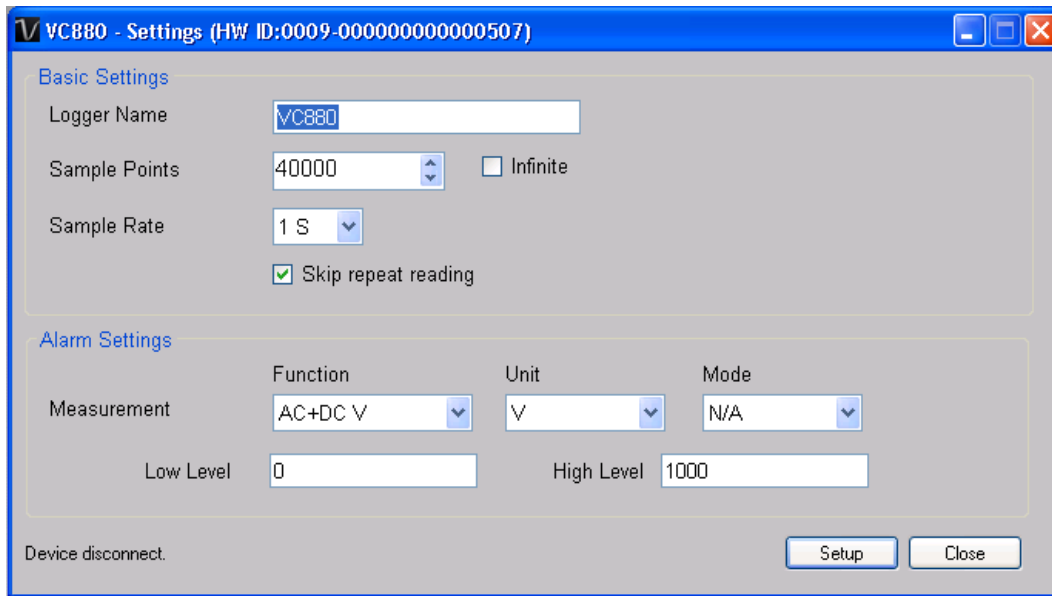 VC880 - Settings (HW ID:0009-000000000000507)
Basic Settings
Logger Name VC880
Sample Points 40000 Infinite
Sample Rate 1 S
Skip repeat reading
Alarm Settings
Function Unit Mode
Measurement AC+DC V V N/A
Low Level 0 High Level 1000
Device disconnect. Setup Close